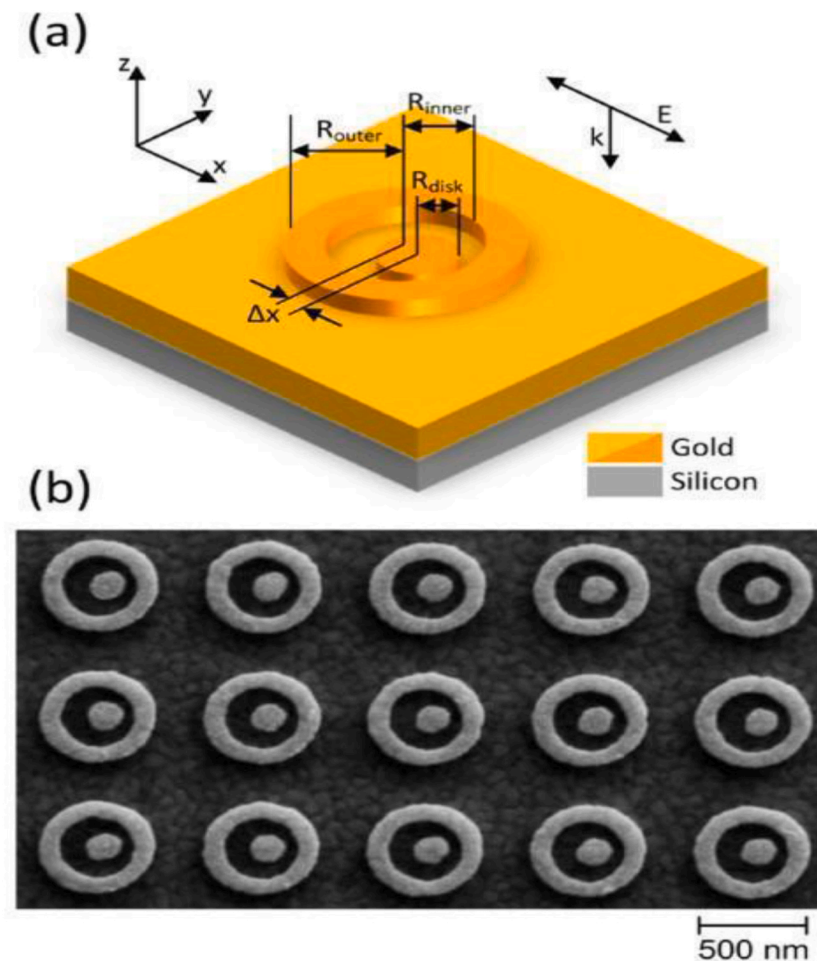 (a)
z
y
x
R_outer
R_inner
R_disk
Δx
E
k
Gold
Silicon
(b)
500 nm